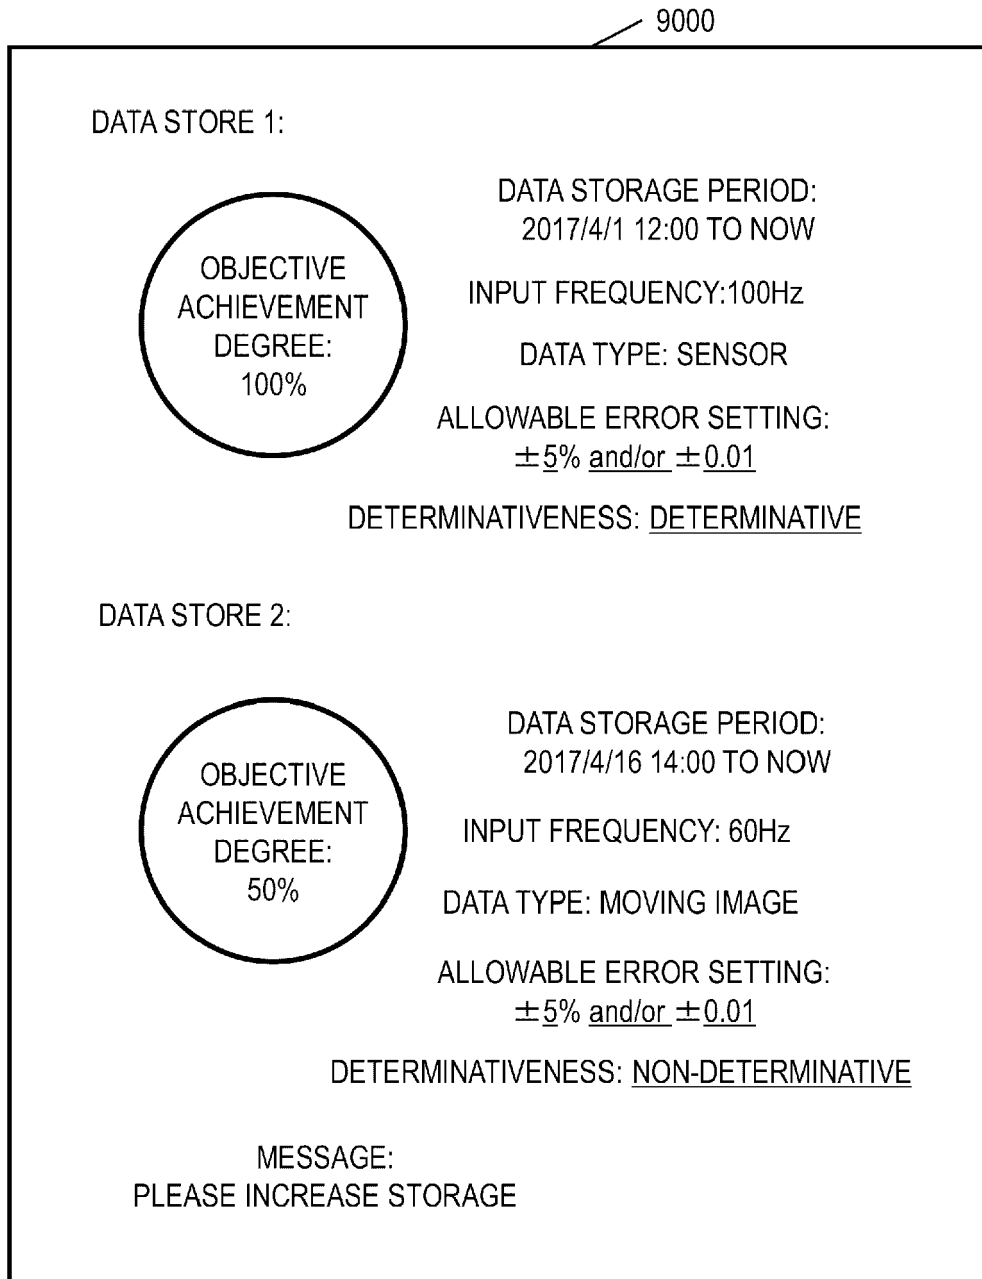 9000
DATA STORE 1:
OBJECTIVE
ACHIEVEMENT
DEGREE:
100%
DATA STORAGE PERIOD:
2017/4/1 12:00 TO NOW
INPUT FREQUENCY:100Hz
DATA TYPE: SENSOR
ALLOWABLE ERROR SETTING:
±5% and/or ±0.01
DETERMINATIVENESS: DETERMINATIVE
DATA STORE 2:
OBJECTIVE
ACHIEVEMENT
DEGREE:
50%
DATA STORAGE PERIOD:
2017/4/16 14:00 TO NOW
INPUT FREQUENCY: 60Hz
DATA TYPE: MOVING IMAGE
ALLOWABLE ERROR SETTING:
±5% and/or ±0.01
DETERMINATIVENESS: NON-DETERMINATIVE
MESSAGE:
PLEASE INCREASE STORAGE